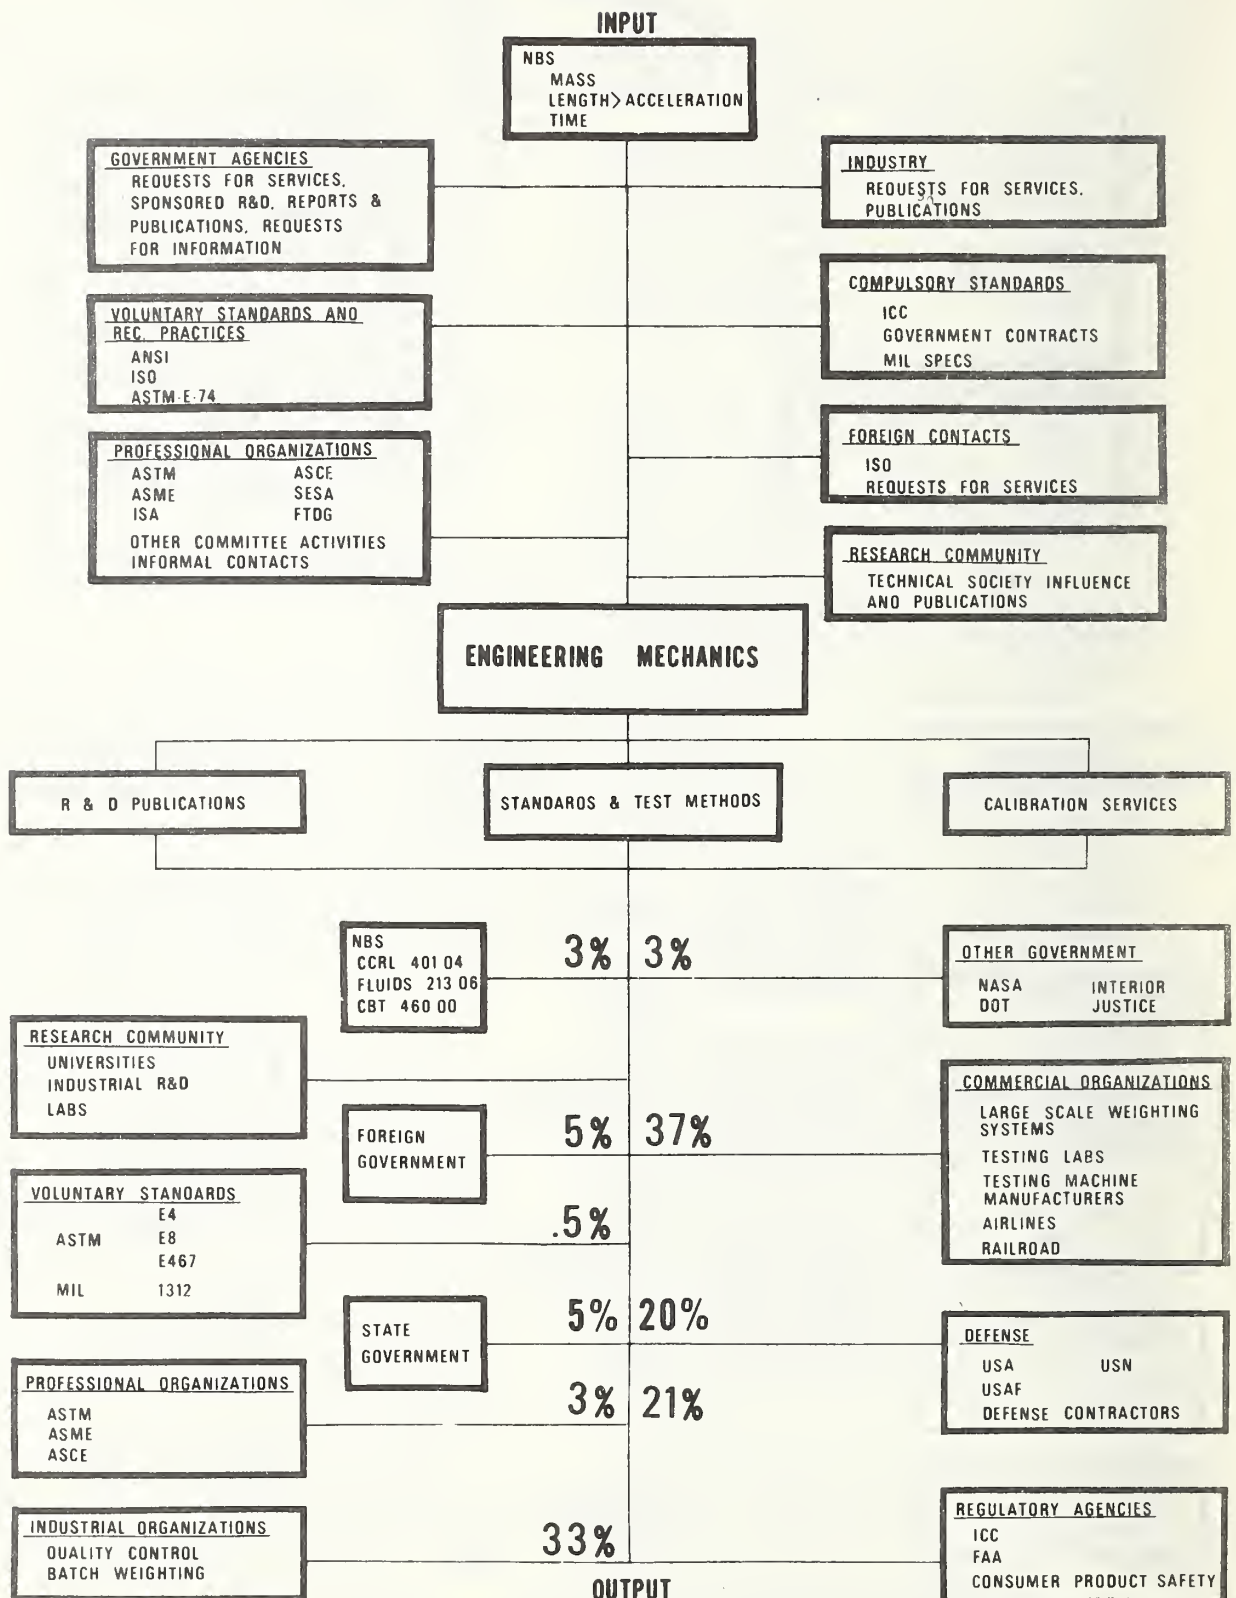 INPUT
NBS
MASS
LENGTH>ACCELERATION
TIME
GOVERNMENT AGENCIES
REQUESTS FOR SERVICES,
SPONSORED R&D, REPORTS &
PUBLICATIONS, REQUESTS
FOR INFORMATION
INDUSTRY
REQUESTS FOR SERVICES,
PUBLICATIONS
VOLUNTARY STANDARDS AND
REC. PRACTICES
ANSI
ISO
ASTM-E-74
COMPULSORY STANDARDS
ICC
GOVERNMENT CONTRACTS
MIL SPECS
PROFESSIONAL ORGANIZATIONS
ASTM ASCE
ASME SESA
ISA FTDG
OTHER COMMITTEE ACTIVITIES
INFORMAL CONTACTS
FOREIGN CONTACTS
ISO
REQUESTS FOR SERVICES
RESEARCH COMMUNITY
TECHNICAL SOCIETY INFLUENCE
AND PUBLICATIONS
ENGINEERING MECHANICS
R & D PUBLICATIONS
STANDARDS & TEST METHODS
CALIBRATION SERVICES
NBS
CCRL 401 04
FLUIDS 213 06
CBT 460 00
3% 3%
OTHER GOVERNMENT
NASA INTERIOR
DOT JUSTICE
RESEARCH COMMUNITY
UNIVERSITIES
INDUSTRIAL R&D
LABS
FOREIGN
GOVERNMENT
5% 37%
COMMERCIAL ORGANIZATIONS
LARGE SCALE WEIGHTING
SYSTEMS
TESTING LABS
TESTING MACHINE
MANUFACTURERS
AIRLINES
RAILROAD
VOLUNTARY STANDARDS
E4
ASTM E8
E467
MIL 1312
.5%
STATE
GOVERNMENT
5% 20%
DEFENSE
USA USN
USAF
DEFENSE CONTRACTORS
PROFESSIONAL ORGANIZATIONS
ASTM
ASME
ASCE
3% 21%
INDUSTRIAL ORGANIZATIONS
QUALITY CONTROL
BATCH WEIGHTING
33%
REGULATORY AGENCIES
ICC
FAA
CONSUMER PRODUCT SAFETY
OUTPUT